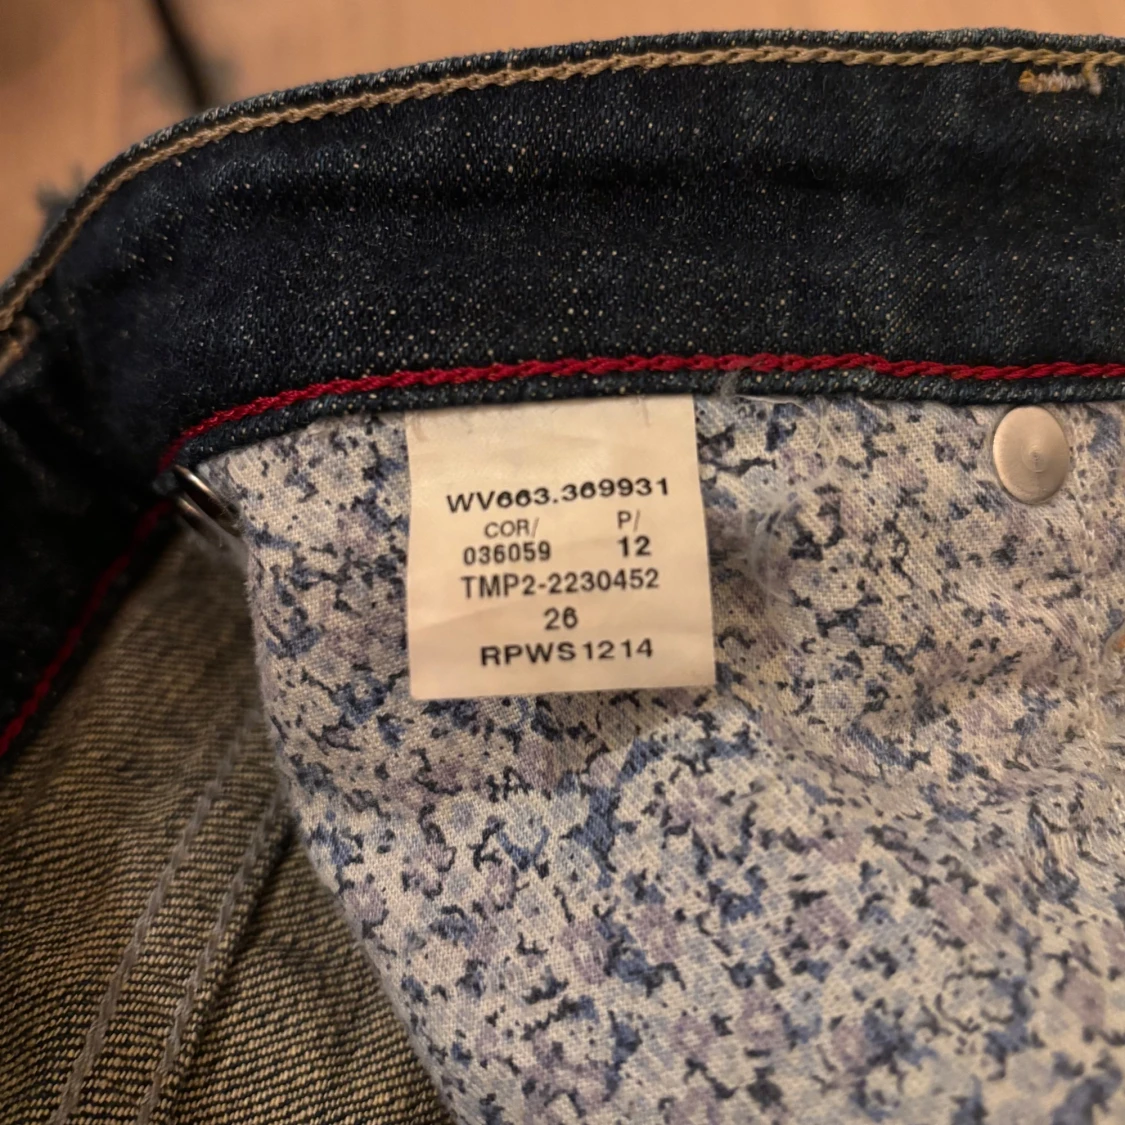 WV663.369931
COR/ P/
036059 12
TMP2-2230452
26
RPWS1214